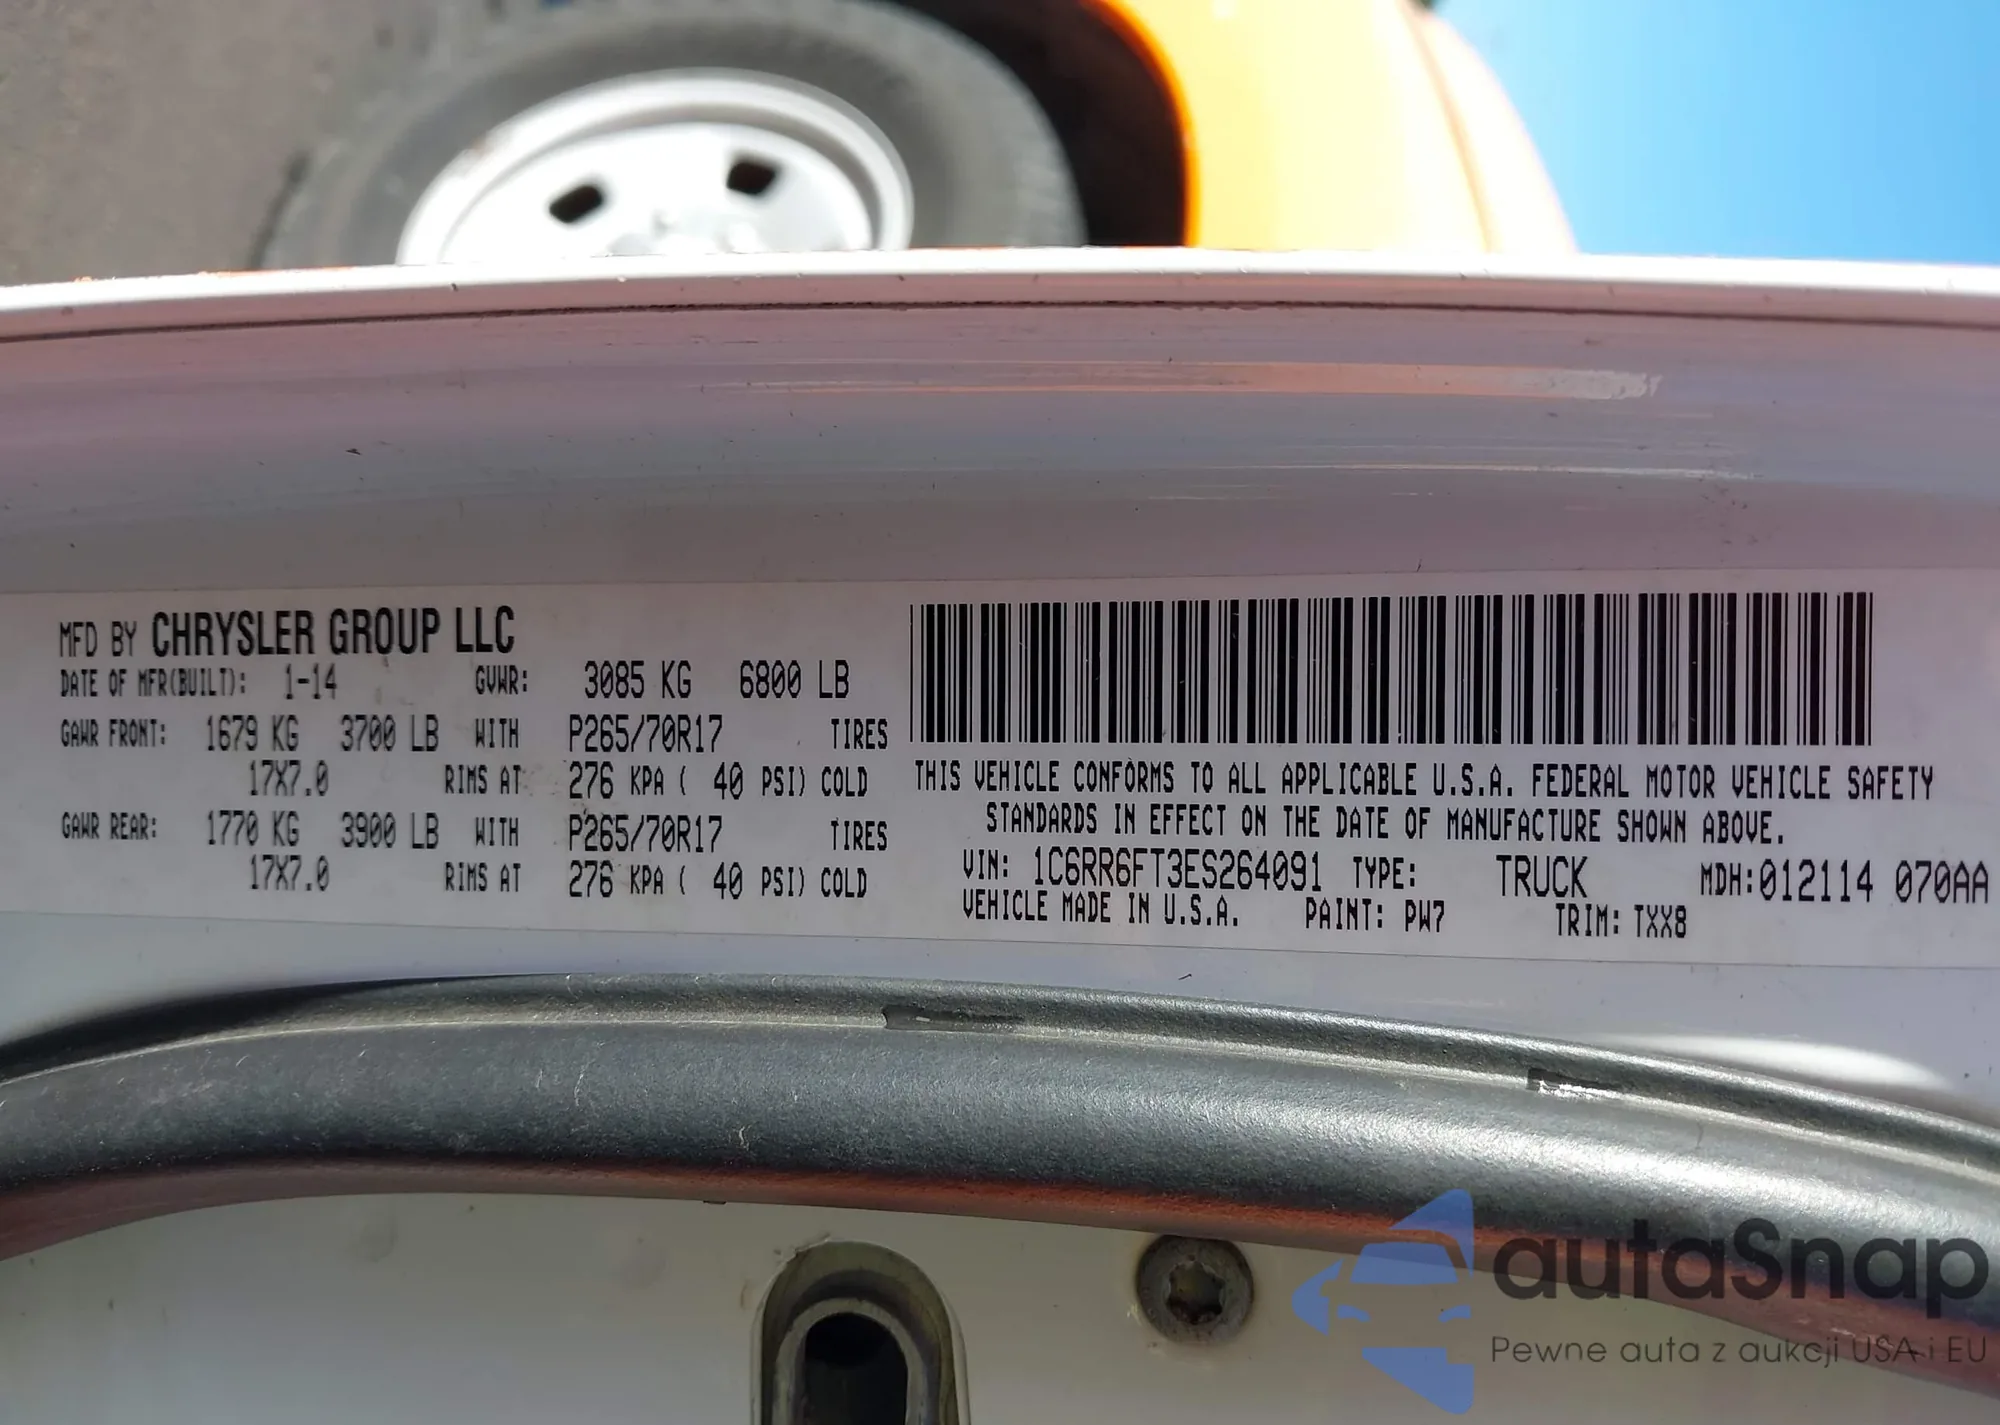 MFD BY CHRYSLER GROUP LLC
DATE OF MFR(BUILT): 1-14 GVWR: 3085 KG 6800 LB
GAWR FRONT: 1679 KG 3700 LB WITH P265/70R17 TIRES
17X7.0 RIMS AT 276 KPA ( 40 PSI) COLD
GAWR REAR: 1770 KG 3900 LB WITH P265/70R17 TIRES
17X7.0 RIMS AT 276 KPA ( 40 PSI) COLD
THIS VEHICLE CONFORMS TO ALL APPLICABLE U.S.A. FEDERAL MOTOR VEHICLE SAFETY
STANDARDS IN EFFECT ON THE DATE OF MANUFACTURE SHOWN ABOVE.
VIN: 1C6RR6FT3ES264091 TYPE: TRUCK MDH:012114 070AA
VEHICLE MADE IN U.S.A. PAINT: PW7 TRIM: TXX8
autaSnap
Pewne auta z aukcji USA i EU